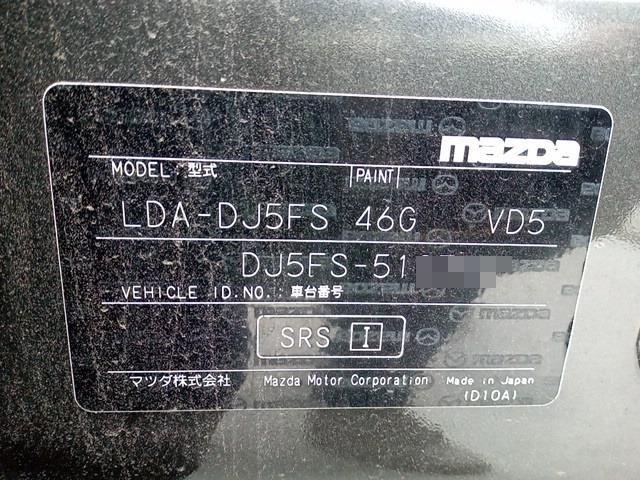 mazda
MODEL:型式 PAINT
LDA-DJ5FS 46G VD5
DJ5FS-51
VEHICLE ID.NO.:車台番号
SRS I
マツダ株式会社 Mazda Motor Corporation Made in Japan
(D10A)